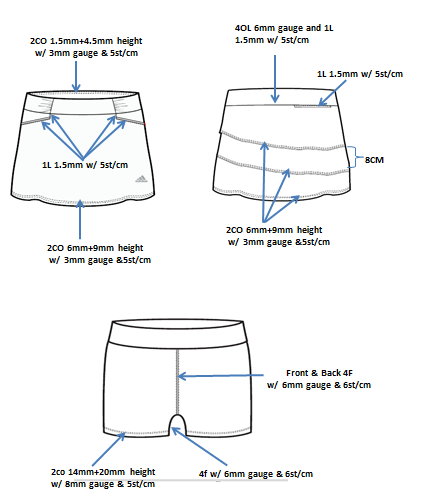 2CO 1.5mm+4.5mm height
w/ 3mm gauge & 5st/cm
4OL 6mm gauge and 1L
1.5mm w/ 5st/cm
1L 1.5mm w/ 5st/cm
1L 1.5mm w/ 5st/cm
8CM
2CO 6mm+9mm height
w/ 3mm gauge &5st/cm
2CO 6mm+9mm height
w/ 3mm gauge &5st/cm
Front & Back 4F
w/ 6mm gauge & 6st/cm
2co 14mm+20mm height
w/ 8mm gauge & 5st/cm
4f w/ 6mm gauge & 6st/cm